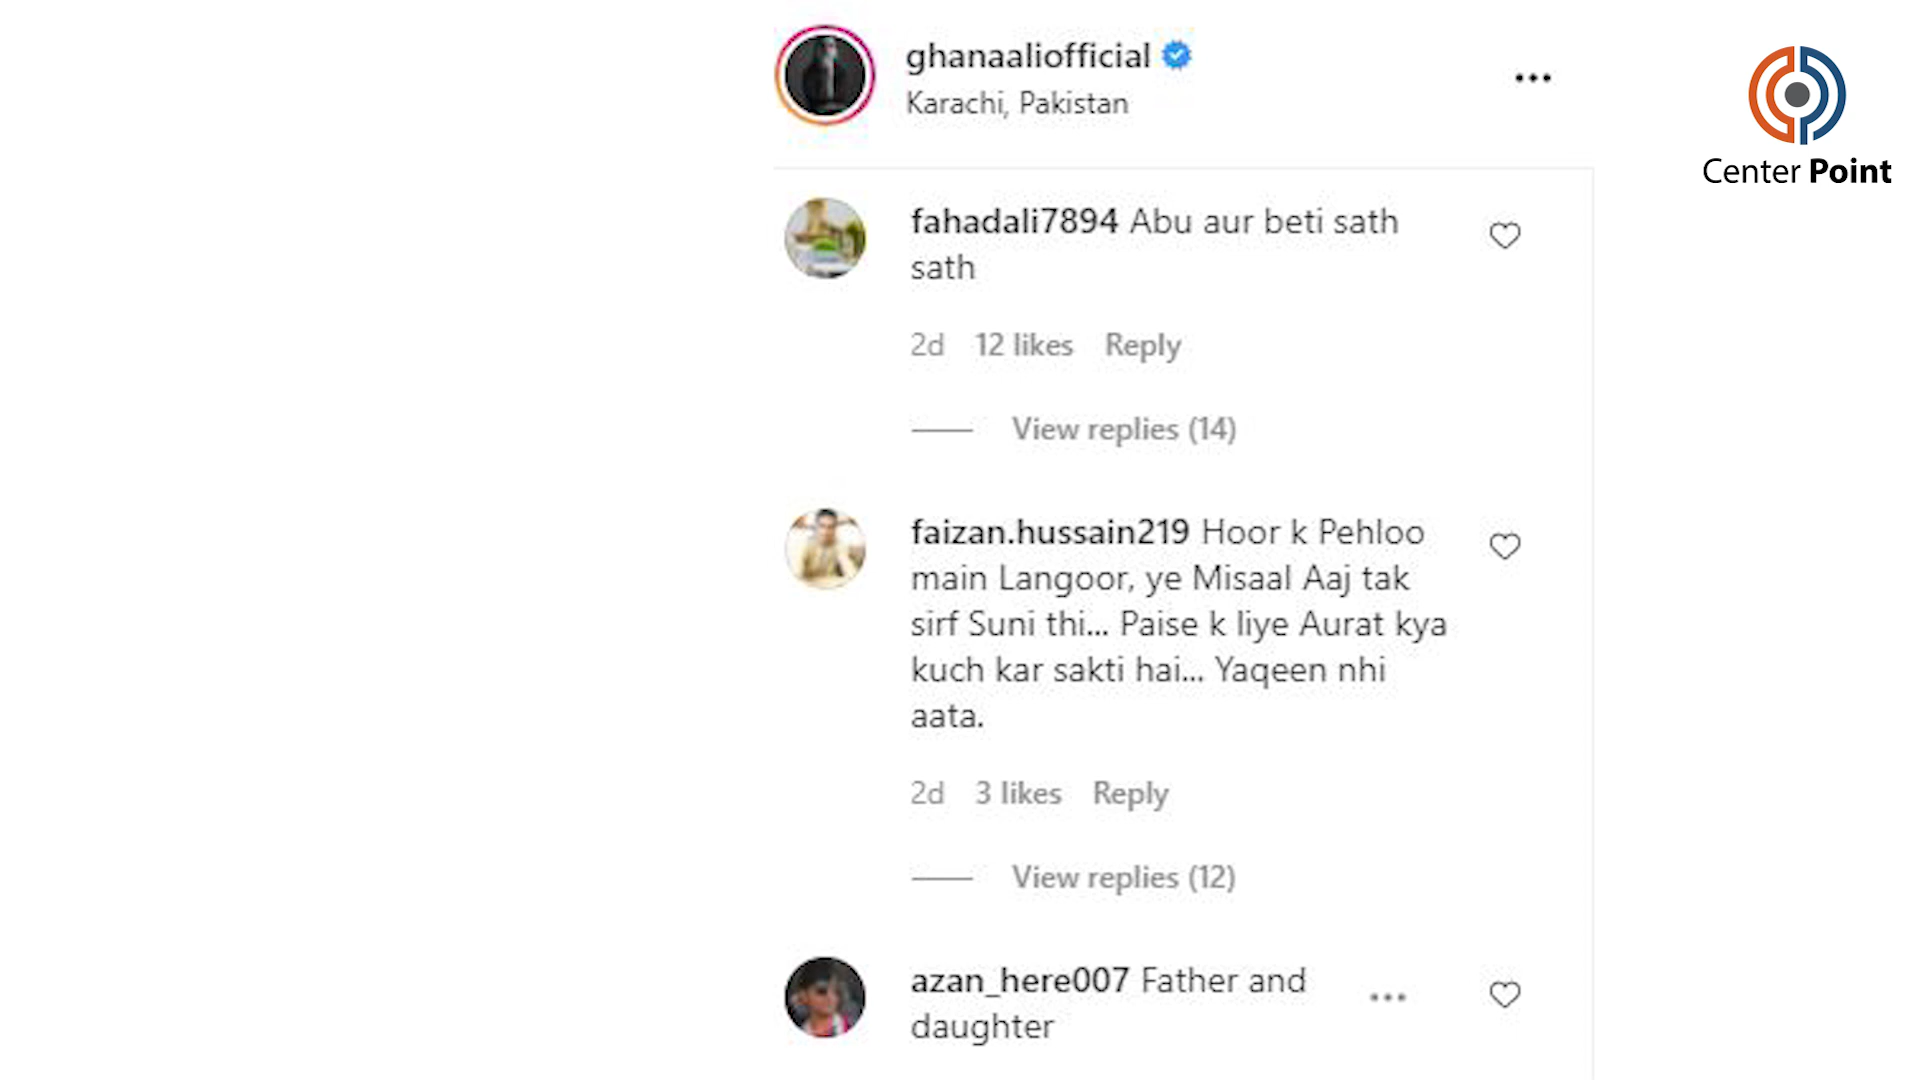 ghanaaliofficial
Karachi, Pakistan
Center Point
fahadali7894 Abu aur beti sath
sath
2d 12 likes Reply
View replies (14)
faizan.hussain219 Hoor k Pehloo
main Langoor, ye Misaal Aaj tak
sirf Suni thi... Paise k liye Aurat kya
kuch kar sakti hai... Yaqeen nhi
aata.
2d 3 likes Reply
View replies (12)
azan_here007 Father and
daughter